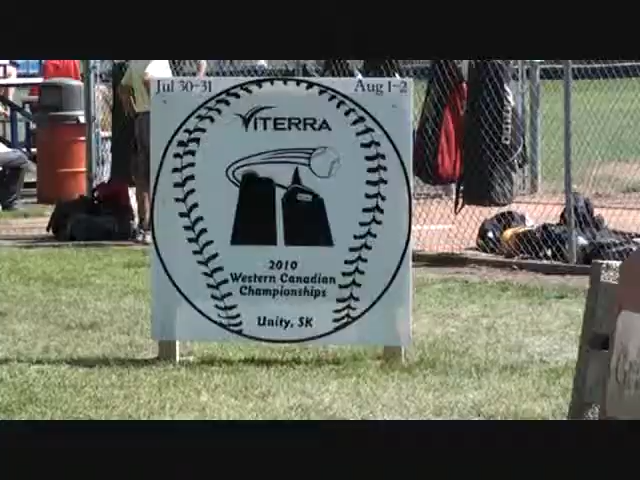 Jul 30-31
Aug 1-2
VITERRA
2010
Western Canadian
Championships
Unity, SK